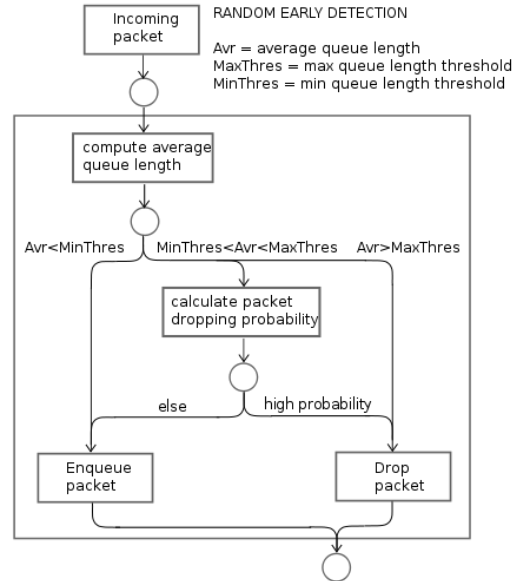 Incoming
packet
RANDOM EARLY DETECTION
Avr = average queue length
MaxThres = max queue length threshold
MinThres = min queue length threshold
compute average
queue length
Avr<MinThres
MinThres<Avr<MaxThres
Avr>MaxThres
calculate packet
dropping probability
else
high probability
Enqueue
packet
Drop
packet